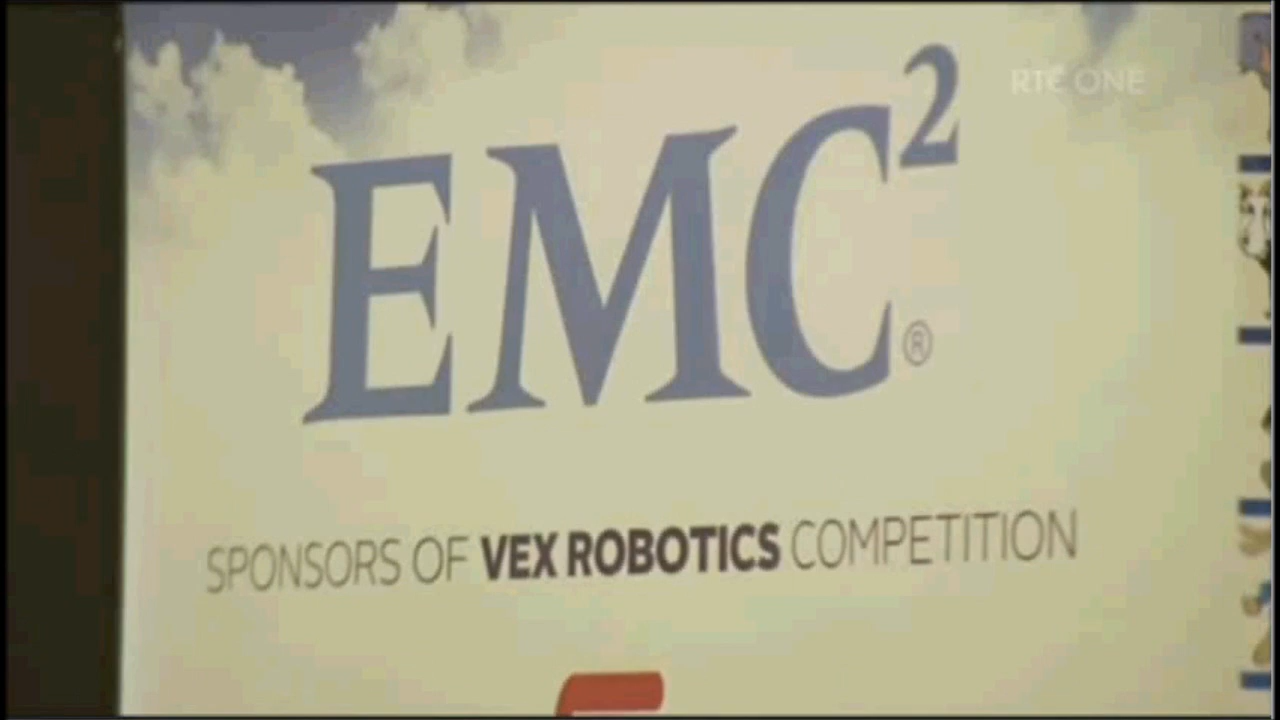 RTÉ ONE
EMC²®
SPONSORS OF VEX ROBOTICS COMPETITION